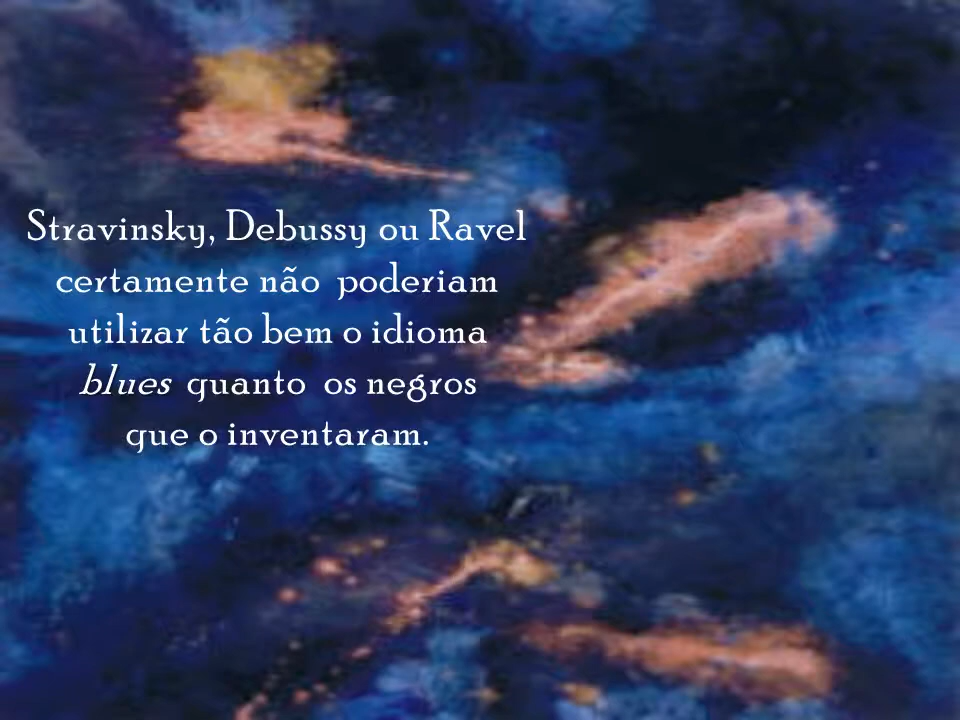 Stravinsky, Debussy ou Ravel
certamente não poderiam
utilizar tão bem o idioma
blues quanto os negros
que o inventaram.